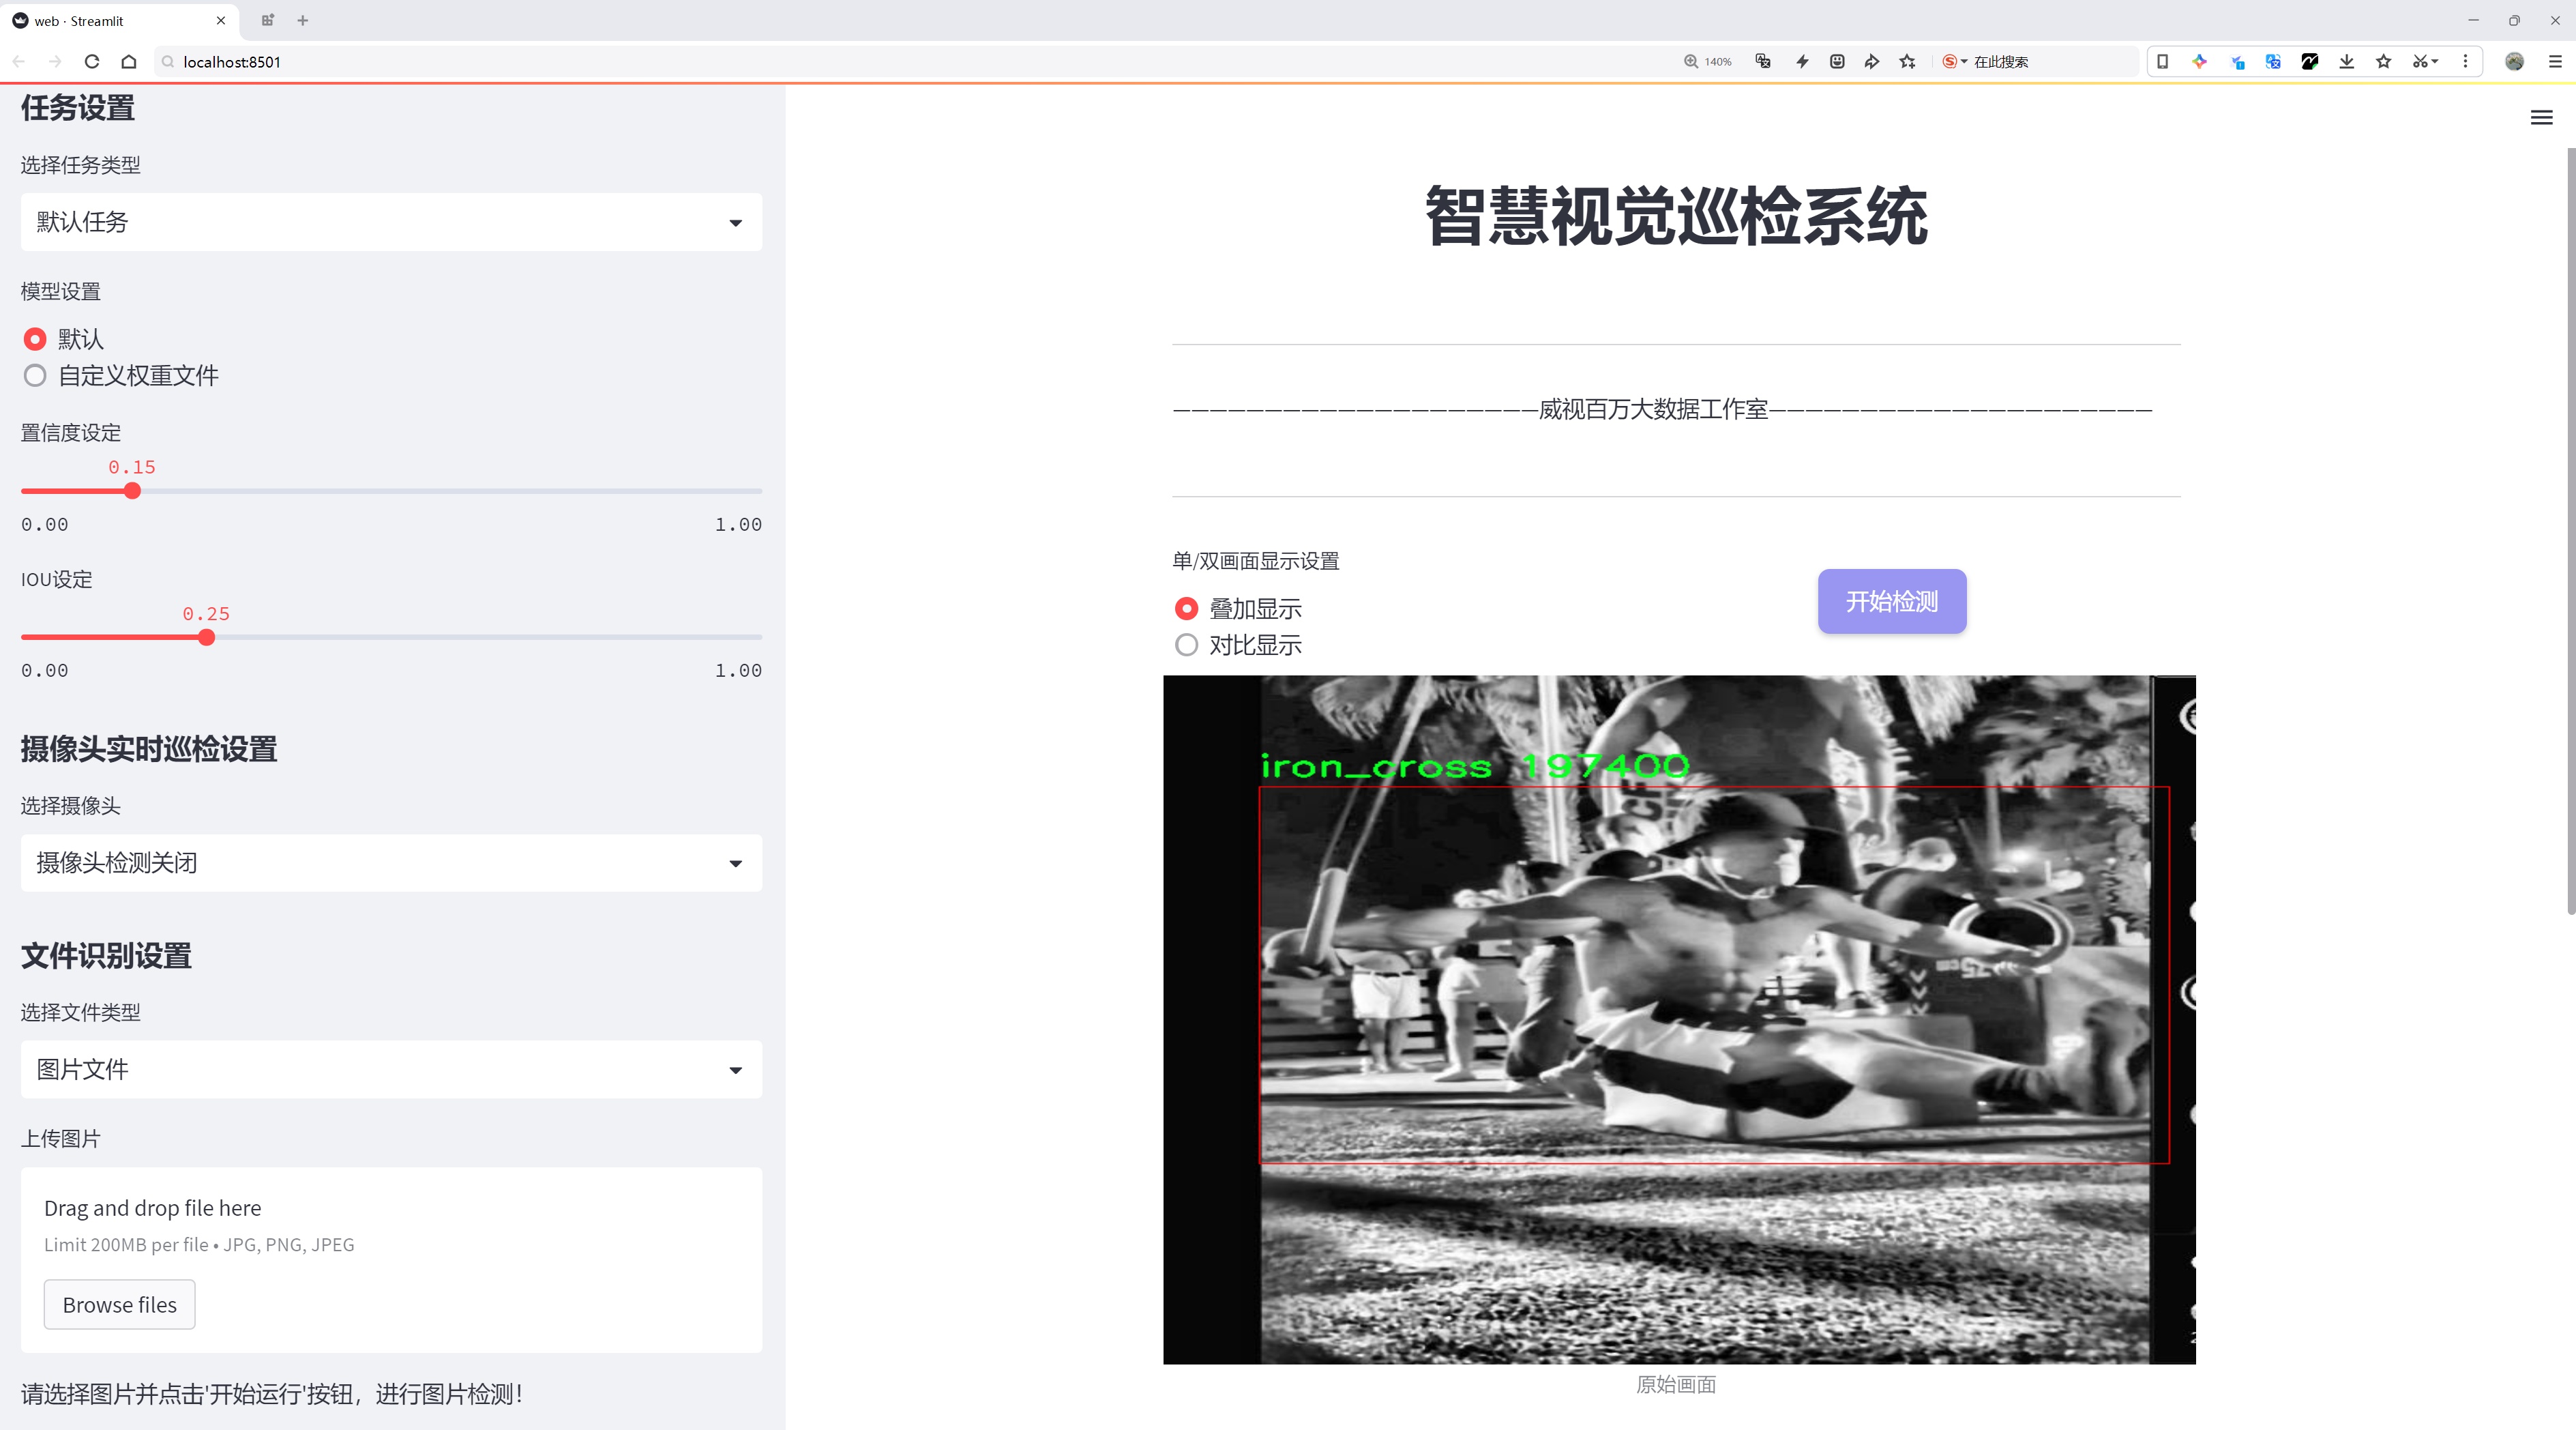 web · Streamlit
localhost:8501
140%
在此搜索
任务设置
选择任务类型
默认任务
模型设置
默认
自定义权重文件
置信度设定
0.15
0.00
1.00
IOU设定
0.25
0.00
1.00
摄像头实时巡检设置
选择摄像头
摄像头检测关闭
文件识别设置
选择文件类型
图片文件
上传图片
Drag and drop file here
Limit 200MB per file • JPG, PNG, JPEG
Browse files
请选择图片并点击'开始运行'按钮，进行图片检测！
智慧视觉巡检系统
—————————————————————威视百万大数据工作室——————————————————————
单/双画面显示设置
叠加显示
对比显示
开始检测
iron_cross 197400
原始画面